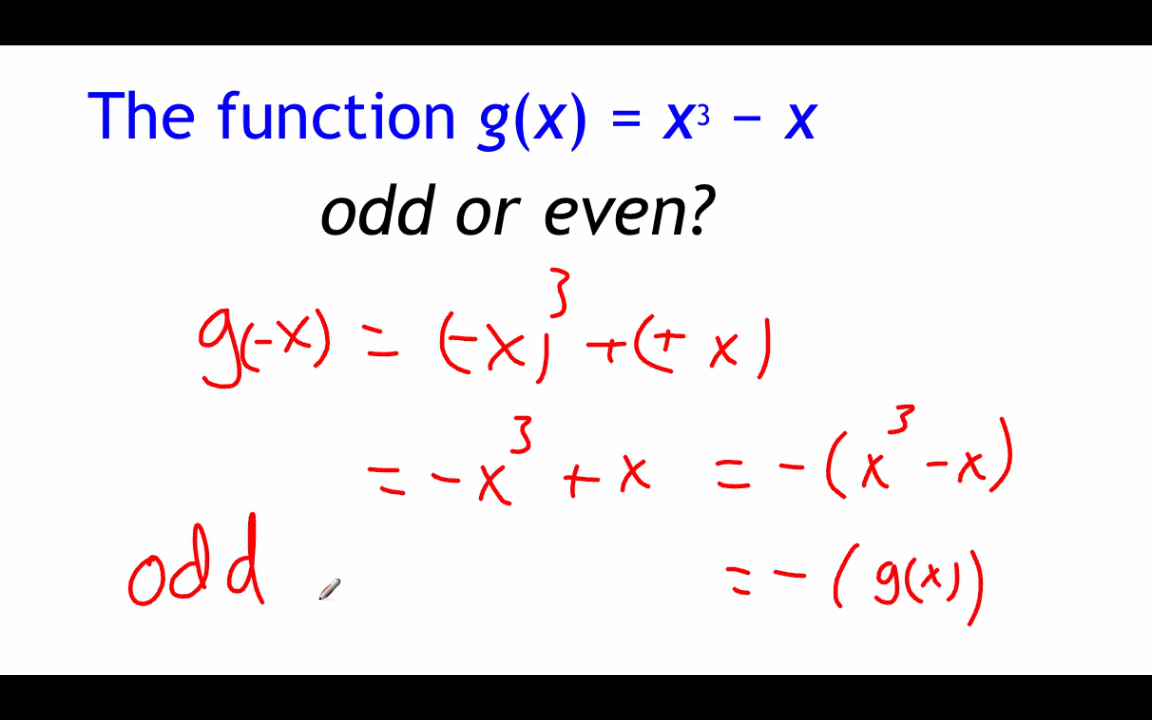 The function g(x) = x³ – x
odd or even?
g(-x) = (-x)³ +(+ x)
= -x³ + x = -(x³ -x)
odd = -(g(x))